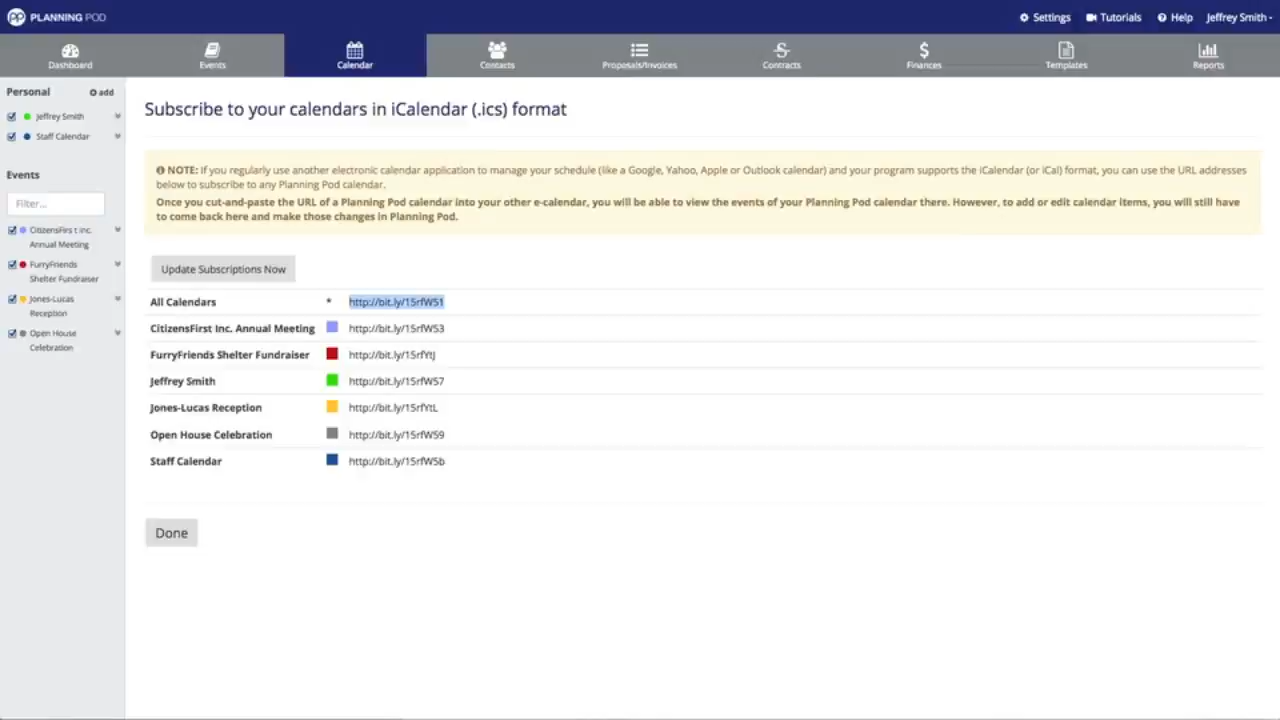 PLANNING POD
Settings
Tutorials
Help
Jeffrey Smith
Dashboard
Events
Calendar
Contacts
Proposals/Invoices
Contracts
Finances
Templates
Reports
Personal
add
Jeffrey Smith
Staff Calendar
Events
Filter...
CitizensFirs t Inc.
Annual Meeting
FurryFriends
Shelter Fundraiser
Jones-Lucas
Reception
Open House
Celebration
Subscribe to your calendars in iCalendar (.ics) format
NOTE: If you regularly use another electronic calendar application to manage your schedule (like a Google, Yahoo, Apple or Outlook calendar) and your program supports the iCalendar (or iCal) format, you can use the URL addresses
below to subscribe to any Planning Pod calendar.
Once you cut-and-paste the URL of a Planning Pod calendar into your other e-calendar, you will be able to view the events of your Planning Pod calendar there. However, to add or edit calendar items, you will still have
to come back here and make those changes in Planning Pod.
Update Subscriptions Now
All Calendars * http://bit.ly/15rfW51
CitizensFirst Inc. Annual Meeting http://bit.ly/15rfW53
FurryFriends Shelter Fundraiser http://bit.ly/15rfYtJ
Jeffrey Smith http://bit.ly/15rfW57
Jones-Lucas Reception http://bit.ly/15rfYtL
Open House Celebration http://bit.ly/15rfW59
Staff Calendar http://bit.ly/15rfW5b
Done